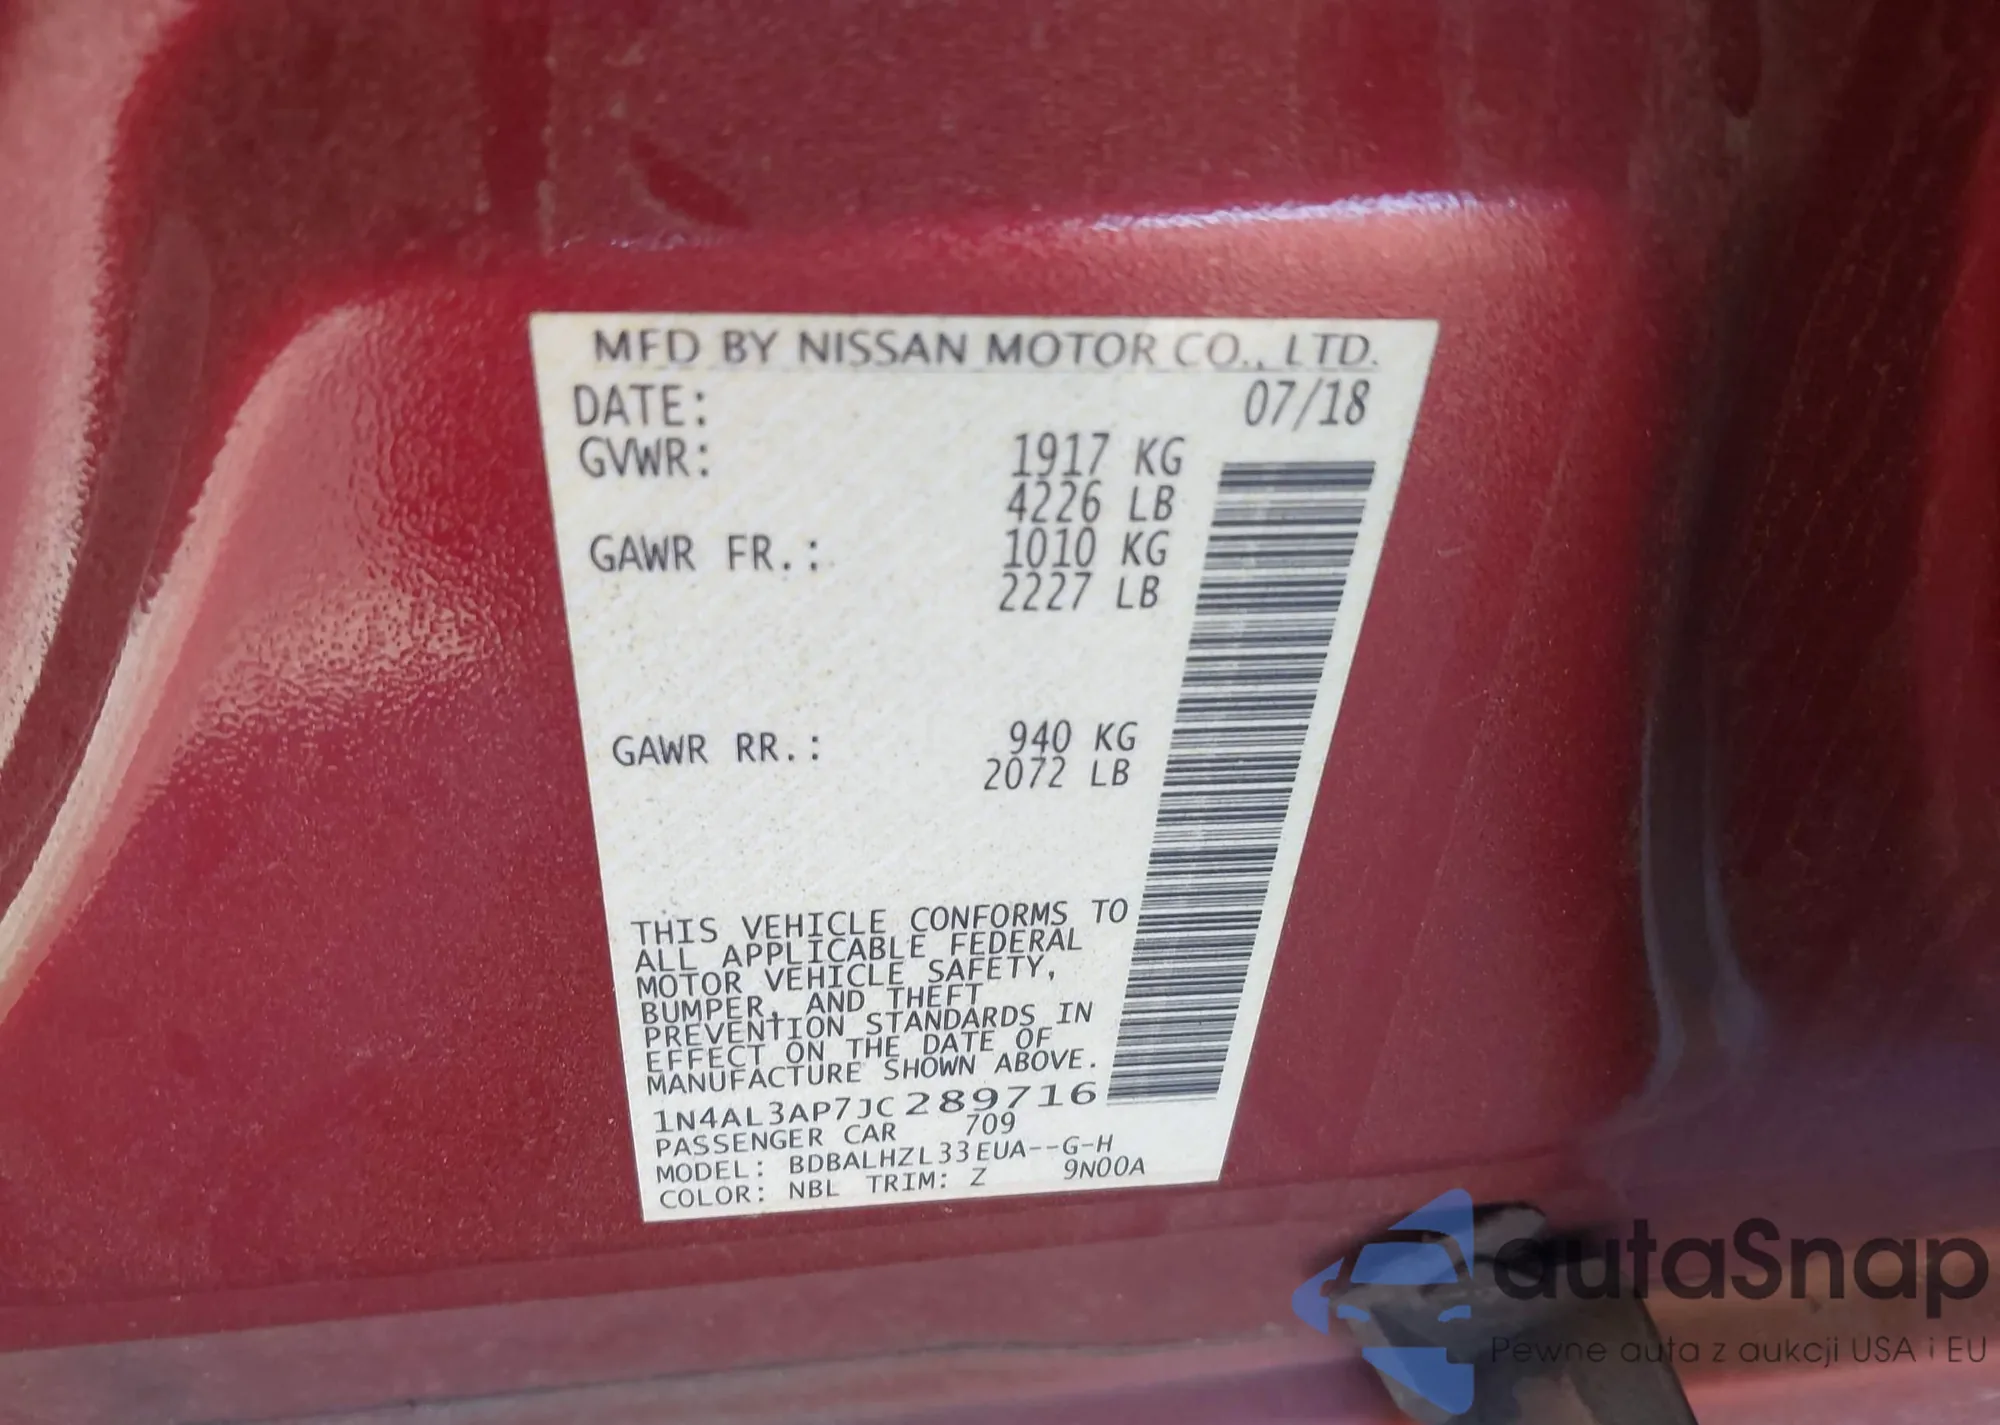 MFD BY NISSAN MOTOR CO., LTD.
DATE: 07/18
GVWR: 1917 KG
4226 LB
GAWR FR.: 1010 KG
2227 LB
GAWR RR.: 940 KG
2072 LB
THIS VEHICLE CONFORMS TO
ALL APPLICABLE FEDERAL
MOTOR VEHICLE SAFETY,
BUMPER, AND THEFT
PREVENTION STANDARDS IN
EFFECT ON THE DATE OF
MANUFACTURE SHOWN ABOVE.
1N4AL3AP7JC289716
PASSENGER CAR 709
MODEL: BDBALHZL33EUA--G-H
COLOR: NBL TRIM: Z 9N00A
autaSnap
Pewne auta z aukcji USA i EU